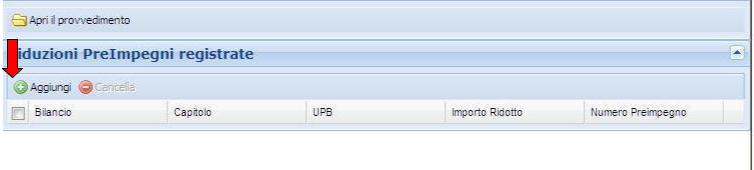 Apri il provvedimento
iduzioni PreImpegni registrate
Aggiungi Cancella
Bilancio Capitolo UPB Importo Ridotto Numero Preimpegno